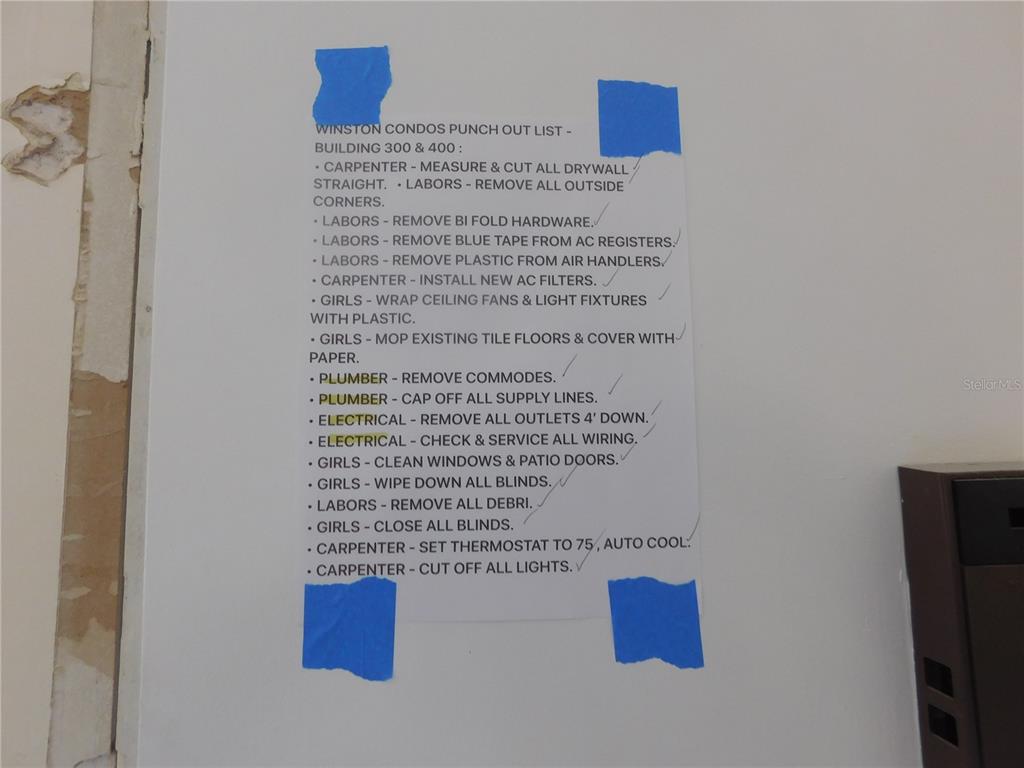 WINSTON CONDOS PUNCH OUT LIST -
BUILDING 300 & 400 :
• CARPENTER - MEASURE & CUT ALL DRYWALL
STRAIGHT. • LABORS - REMOVE ALL OUTSIDE
CORNERS.
• LABORS - REMOVE BI FOLD HARDWARE.
• LABORS - REMOVE BLUE TAPE FROM AC REGISTERS.
• LABORS - REMOVE PLASTIC FROM AIR HANDLERS.
• CARPENTER - INSTALL NEW AC FILTERS.
• GIRLS - WRAP CEILING FANS & LIGHT FIXTURES
WITH PLASTIC.
• GIRLS - MOP EXISTING TILE FLOORS & COVER WITH
PAPER.
• PLUMBER - REMOVE COMMODES.
• PLUMBER - CAP OFF ALL SUPPLY LINES.
• ELECTRICAL - REMOVE ALL OUTLETS 4' DOWN.
• ELECTRICAL - CHECK & SERVICE ALL WIRING.
• GIRLS - CLEAN WINDOWS & PATIO DOORS.
• GIRLS - WIPE DOWN ALL BLINDS.
• LABORS - REMOVE ALL DEBRI.
• GIRLS - CLOSE ALL BLINDS.
• CARPENTER - SET THERMOSTAT TO 75 , AUTO COOL.
• CARPENTER - CUT OFF ALL LIGHTS.
StellarMLS